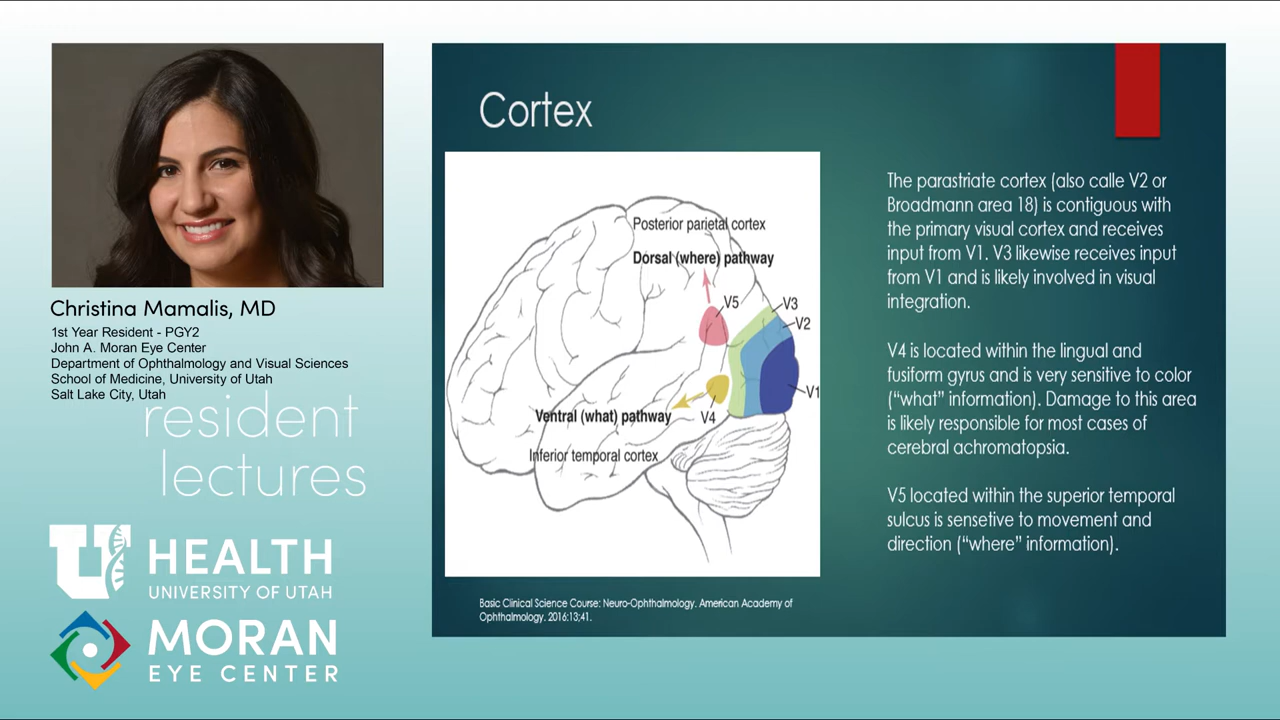 Christina Mamalis, MD
1st Year Resident - PGY2
John A. Moran Eye Center
Department of Ophthalmology and Visual Sciences
School of Medicine, University of Utah
Salt Lake City, Utah
resident
lectures
U
HEALTH
UNIVERSITY OF UTAH
MORAN
EYE CENTER
Cortex
Posterior parietal cortex
Dorsal (where) pathway
V5
V3
V2
V1
Ventral (what) pathway
V4
Inferior temporal cortex
The parastriate cortex (also calle V2 or
Broadmann area 18) is contiguous with
the primary visual cortex and receives
input from V1. V3 likewise receives input
from V1 and is likely involved in visual
integration.
V4 is located within the lingual and
fusiform gyrus and is very sensitive to color
(“what” information). Damage to this area
is likely responsible for most cases of
cerebral achromatopsia.
V5 located within the superior temporal
sulcus is sensetive to movement and
direction (“where” information).
Basic Clinical Science Course: Neuro-Ophthalmology. American Academy of
Ophthalmology. 2016:13;41.